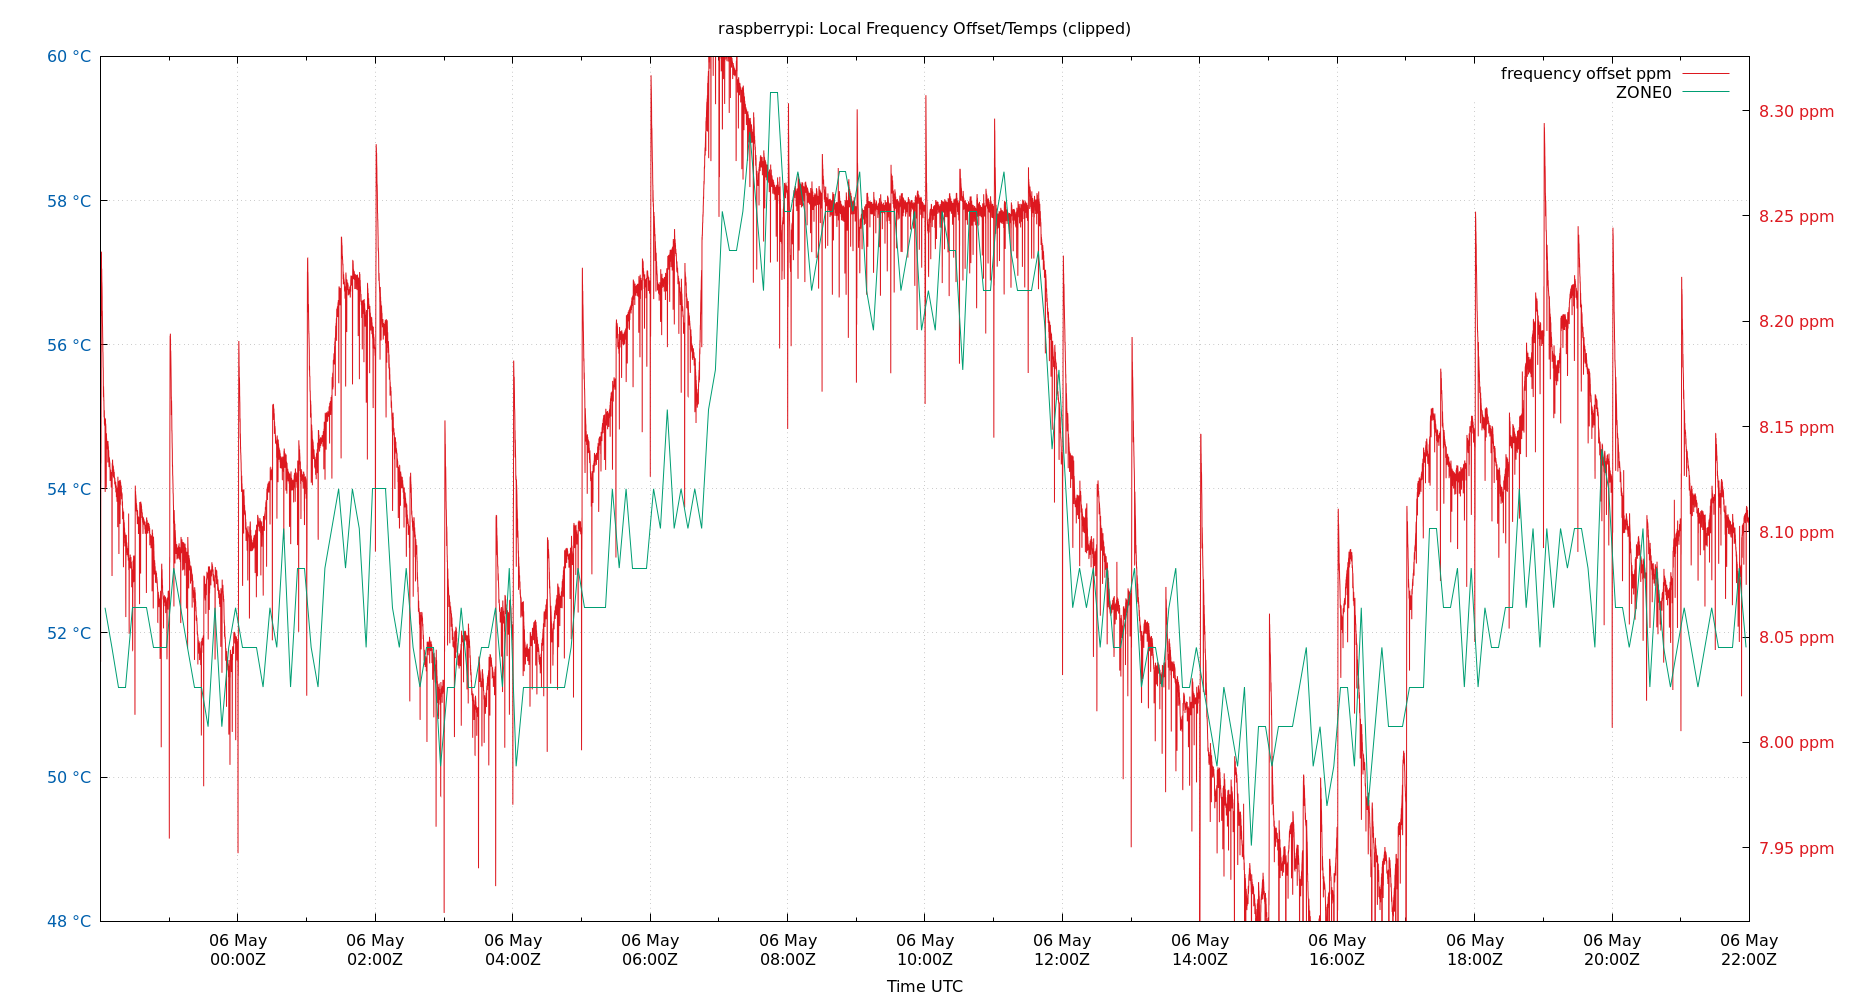 raspberrypi: Local Frequency Offset/Temps (clipped)
frequency offset ppm
ZONE0
60 °C
58 °C
56 °C
54 °C
52 °C
50 °C
48 °C
8.30 ppm
8.25 ppm
8.20 ppm
8.15 ppm
8.10 ppm
8.05 ppm
8.00 ppm
7.95 ppm
06 May 06 May 06 May 06 May 06 May 06 May 06 May 06 May 06 May 06 May 06 May 06 May
00:00Z 02:00Z 04:00Z 06:00Z 08:00Z 10:00Z 12:00Z 14:00Z 16:00Z 18:00Z 20:00Z 22:00Z
Time UTC